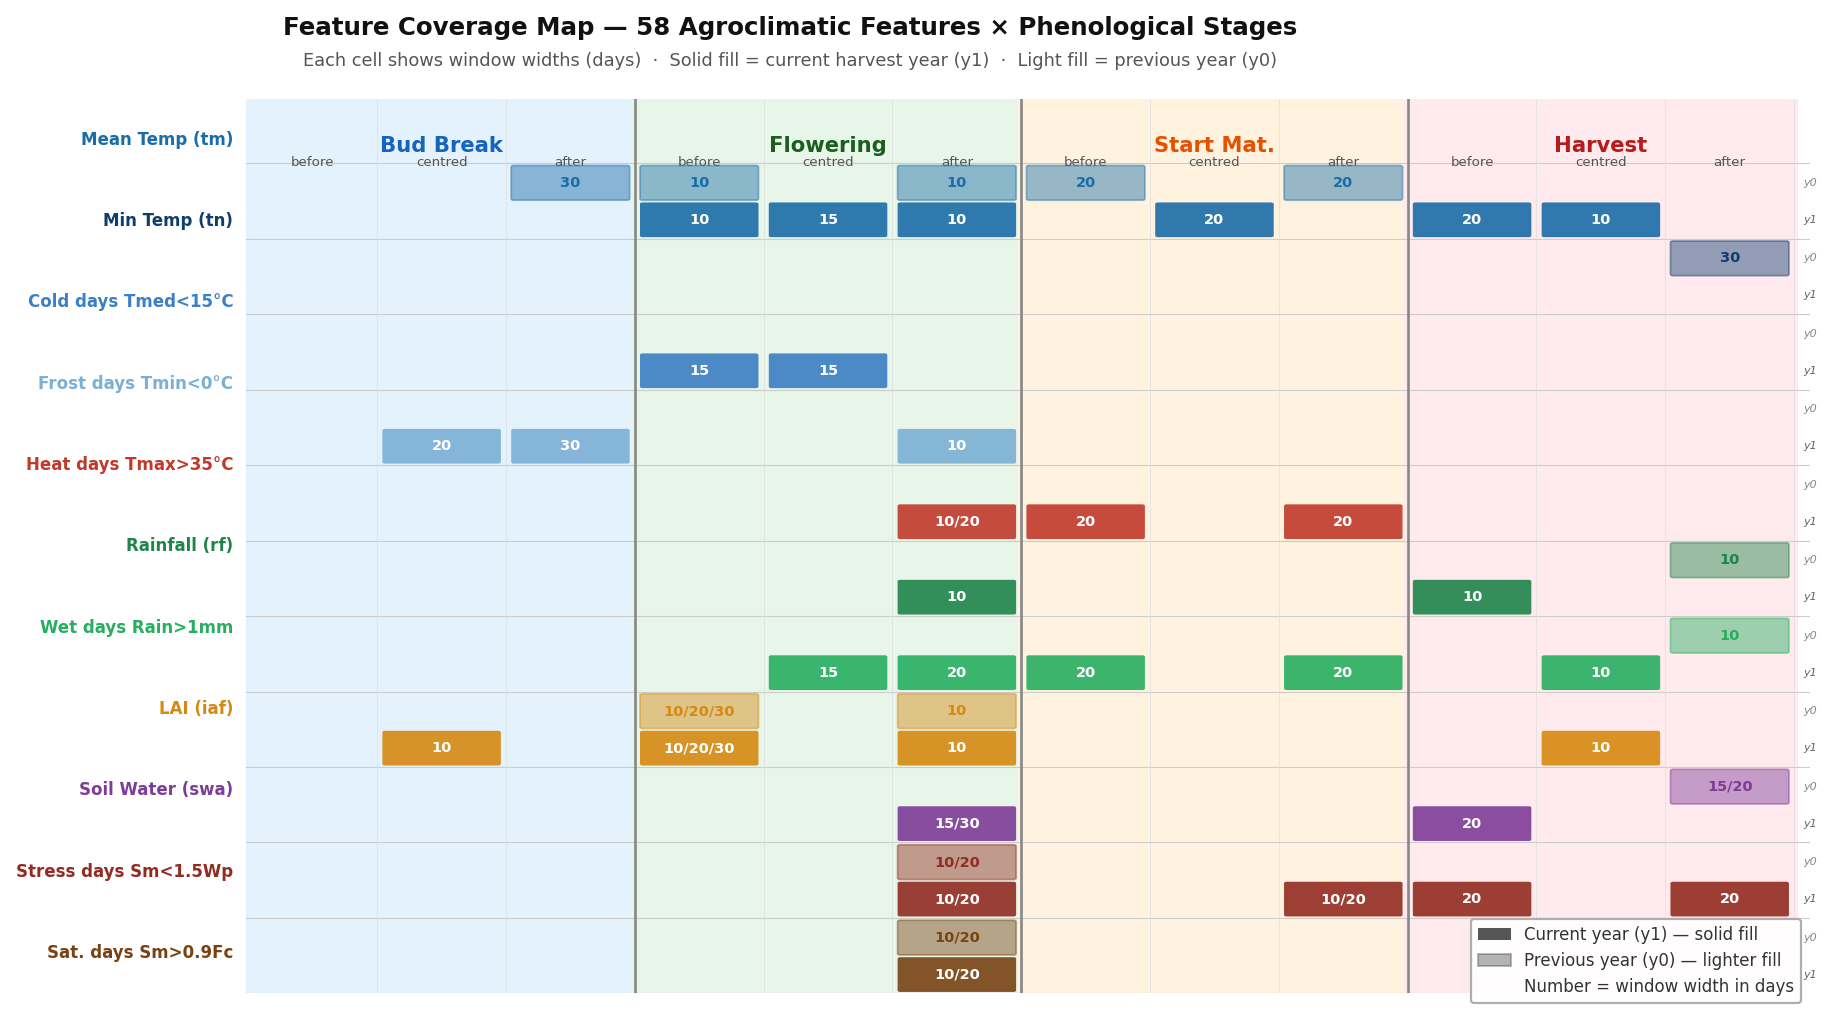 Feature Coverage Map — 58 Agroclimatic Features × Phenological Stages
Each cell shows window widths (days) · Solid fill = current harvest year (y1) · Light fill = previous year (y0)
Mean Temp (tm)
Bud Break Flowering Start Mat. Harvest
before centred after before centred after before centred after before centred after
30 10 10 20 20 y0
Min Temp (tn) 10 15 10 20 20 10 y1
30 y0
Cold days Tmed<15°C y1
y0
15 15 y1
Frost days Tmin<0°C
y0
20 30 10 y1
Heat days Tmax>35°C
y0
10/20 20 20 y1
Rainfall (rf)
10 y0
10 10 y1
Wet days Rain>1mm 10 y0
15 20 20 20 10 y1
LAI (iaf) 10/20/30 10 y0
10 10/20/30 10 10 y1
Soil Water (swa) 15/20 y0
15/30 20 y1
10/20 y0
Stress days Sm<1.5Wp
10/20 10/20 20 20 y1
10/20 y0
Sat. days Sm>0.9Fc
10/20 y1
Current year (y1) — solid fill
Previous year (y0) — lighter fill
Number = window width in days